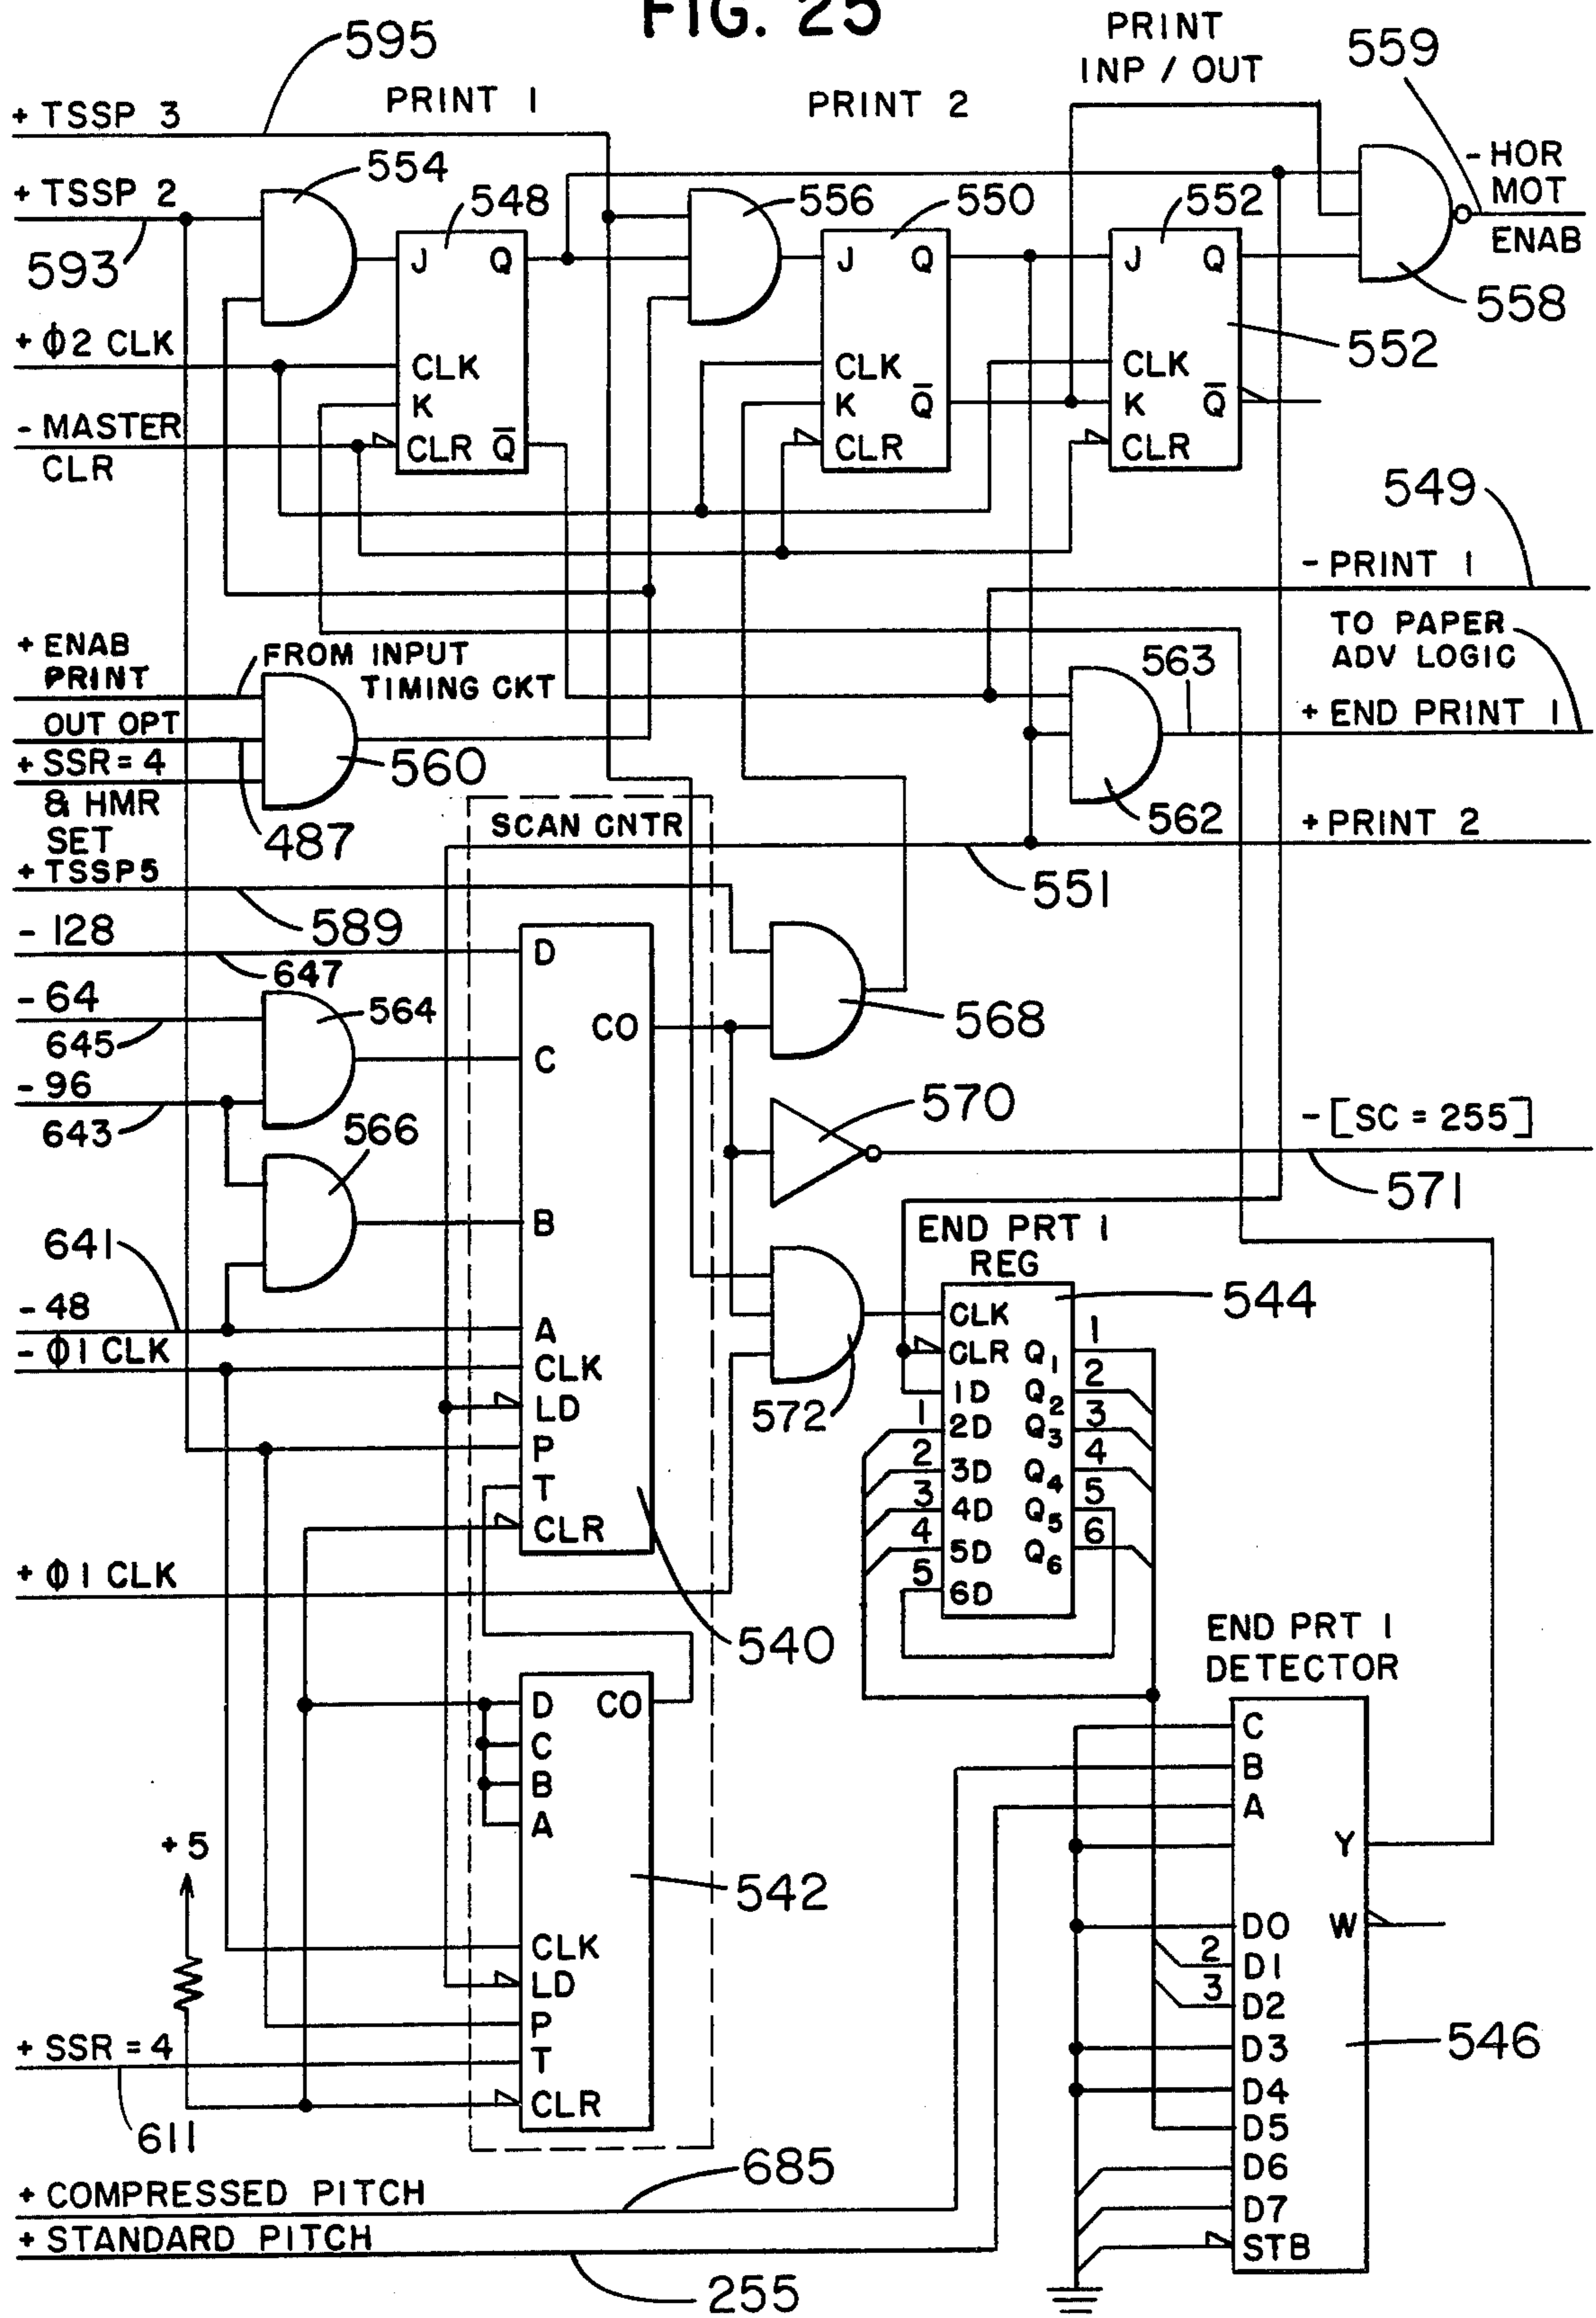 FIG. 25
595
PRINT 1
PRINT 2
PRINT
INP / OUT
559
+ TSSP 3
554
- HOR
MOT
ENAB
+ TSSP 2
593
548
J
Q
CLK
K
CLR
Q̅
556
550
J
Q
CLK
K
Q̅
CLR
552
J
Q
CLK
K
Q̅
CLR
558
552
+ Φ2 CLK
- MASTER
CLR
549
- PRINT 1
+ ENAB
PRINT
FROM INPUT
TIMING CKT
TO PAPER
ADV LOGIC
563
OUT OPT
+ END PRINT 1
+ SSR = 4
560
& HMR
SET
487
SCAN CNTR
562
+ PRINT 2
+ TSSP5
589
551
- 128
647
D
- 64
645
564
CO
568
C
- 96
643
566
570
- [SC = 255]
571
B
641
END PRT 1
REG
- 48
A
544
- Φ1 CLK
CLK
LD
P
T
CLR
572
CLK
CLR
Q1
1
1D
Q2
2
1
2D
Q3
3
2
3D
Q4
4
3
4D
Q5
5
4
5D
Q6
6
5
6D
+ Φ1 CLK
540
END PRT 1
DETECTOR
D
CO
C
B
A
542
CLK
LD
P
T
CLR
C
B
A
Y
D0
W
2
D1
3
D2
D3
546
D4
D5
D6
D7
STB
+ 5
+ SSR = 4
611
685
+ COMPRESSED PITCH
+ STANDARD PITCH
255